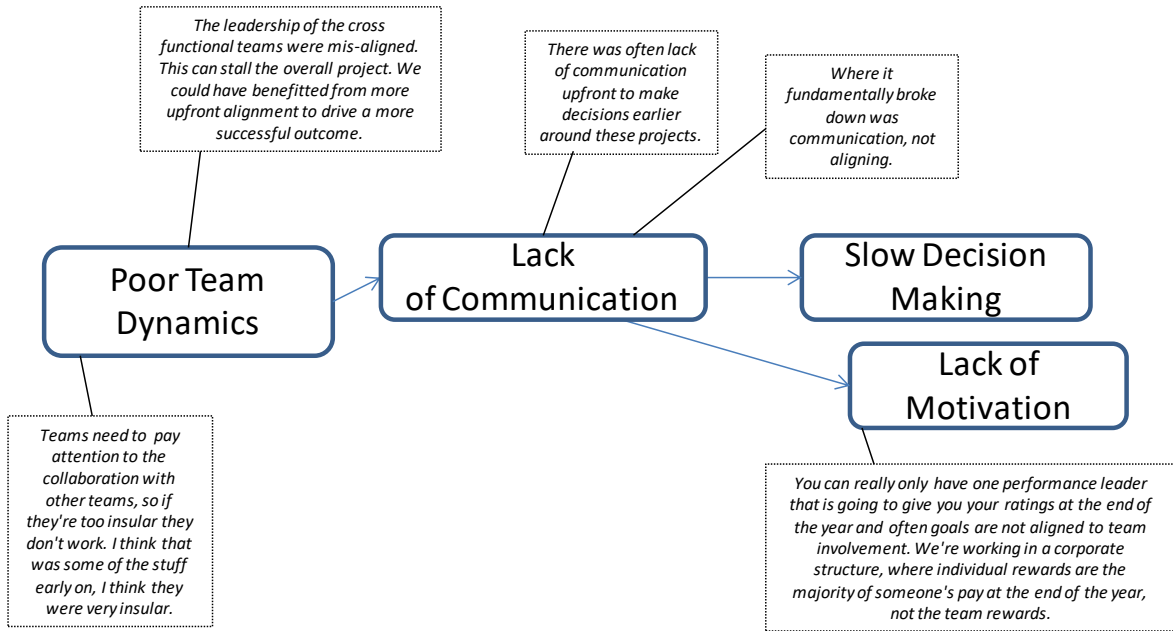 The leadership of the cross
functional teams were mis-aligned.
This can stall the overall project. We
could have benefitted from more
upfront alignment to drive a more
successful outcome.
There was often lack
of communication
upfront to make
decisions earlier
around these projects.
Where it
fundamentally broke
down was
communication, not
aligning.
Poor Team
Dynamics
Lack
of Communication
Slow Decision
Making
Lack of
Motivation
Teams need to pay
attention to the
collaboration with
other teams, so if
they're too insular they
don't work. I think that
was some of the stuff
early on, I think they
were very insular.
You can really only have one performance leader
that is going to give you your ratings at the end of
the year and often goals are not aligned to team
involvement. We're working in a corporate
structure, where individual rewards are the
majority of someone's pay at the end of the year,
not the team rewards.